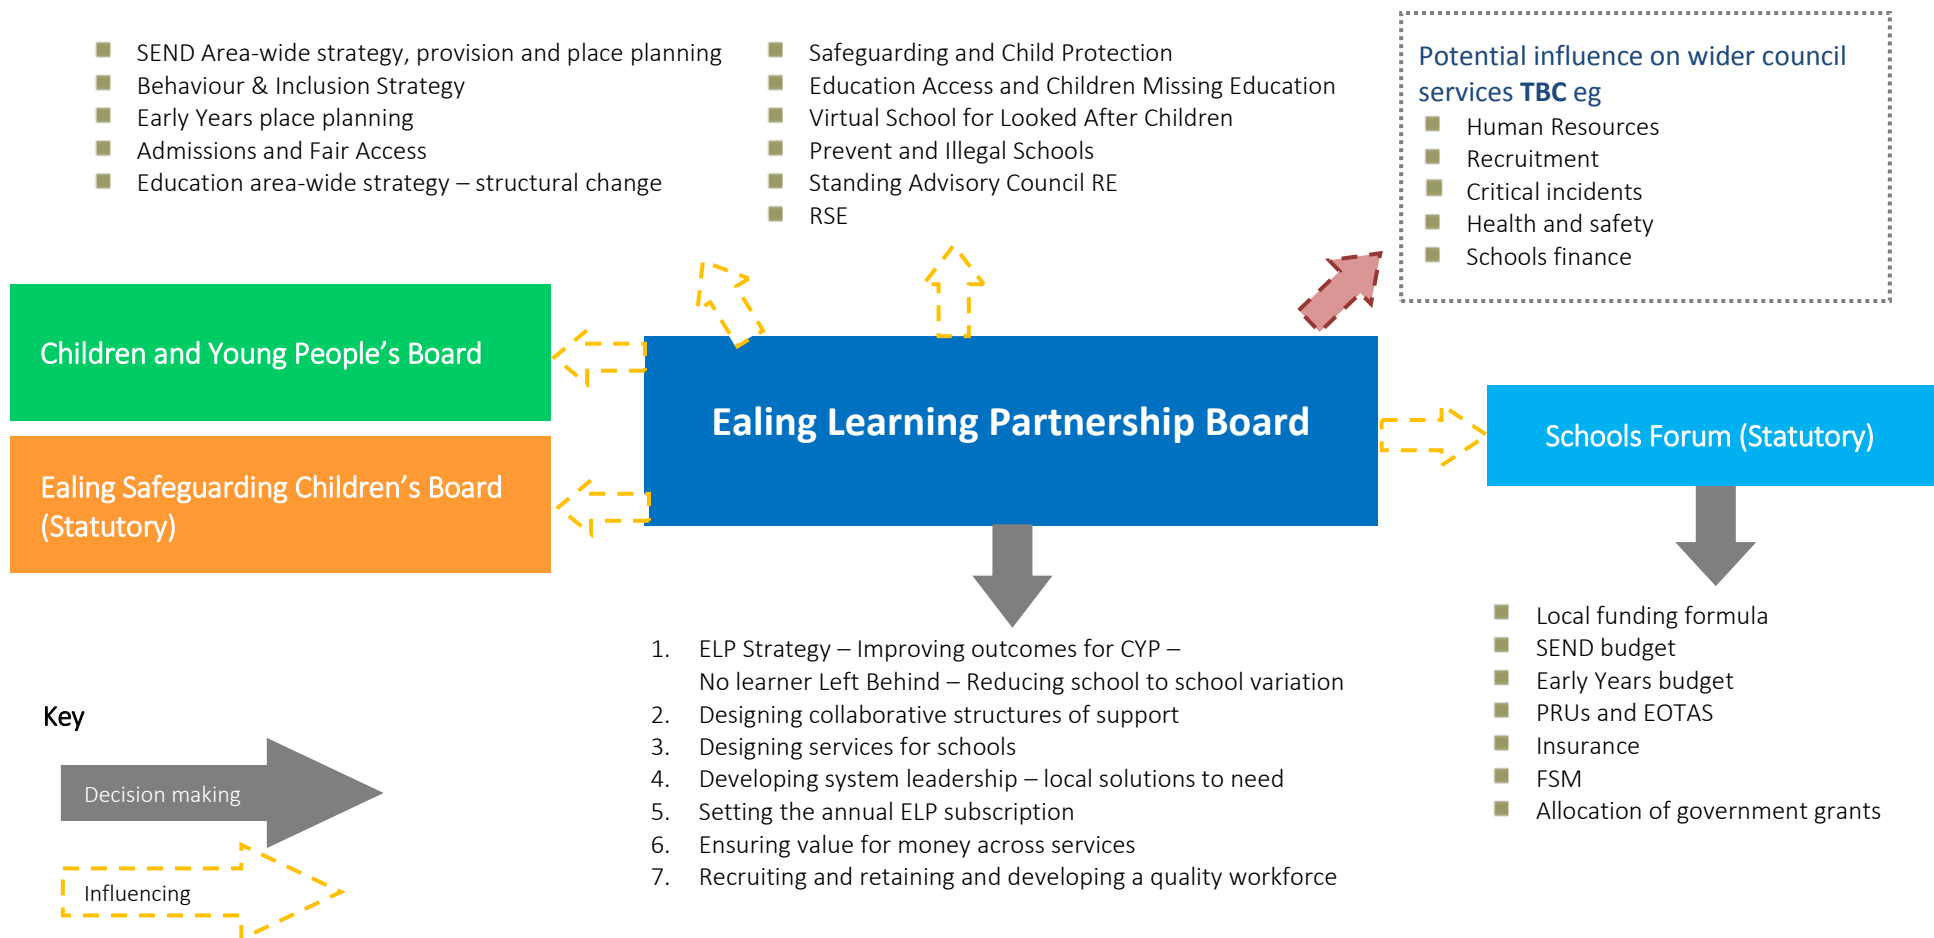 SEND Area-wide strategy, provision and place planning
Behaviour & Inclusion Strategy
Early Years place planning
Admissions and Fair Access
Education area-wide strategy – structural change
Safeguarding and Child Protection
Education Access and Children Missing Education
Virtual School for Looked After Children
Prevent and Illegal Schools
Standing Advisory Council RE
RSE
Potential influence on wider council
services TBC eg
Human Resources
Recruitment
Critical incidents
Health and safety
Schools finance
Children and Young People’s Board
Ealing Safeguarding Children’s Board
(Statutory)
Ealing Learning Partnership Board
Schools Forum (Statutory)
1. ELP Strategy – Improving outcomes for CYP –
No learner Left Behind – Reducing school to school variation
2. Designing collaborative structures of support
3. Designing services for schools
4. Developing system leadership – local solutions to need
5. Setting the annual ELP subscription
6. Ensuring value for money across services
7. Recruiting and retaining and developing a quality workforce
Local funding formula
SEND budget
Early Years budget
PRUs and EOTAS
Insurance
FSM
Allocation of government grants
Key
Decision making
Influencing